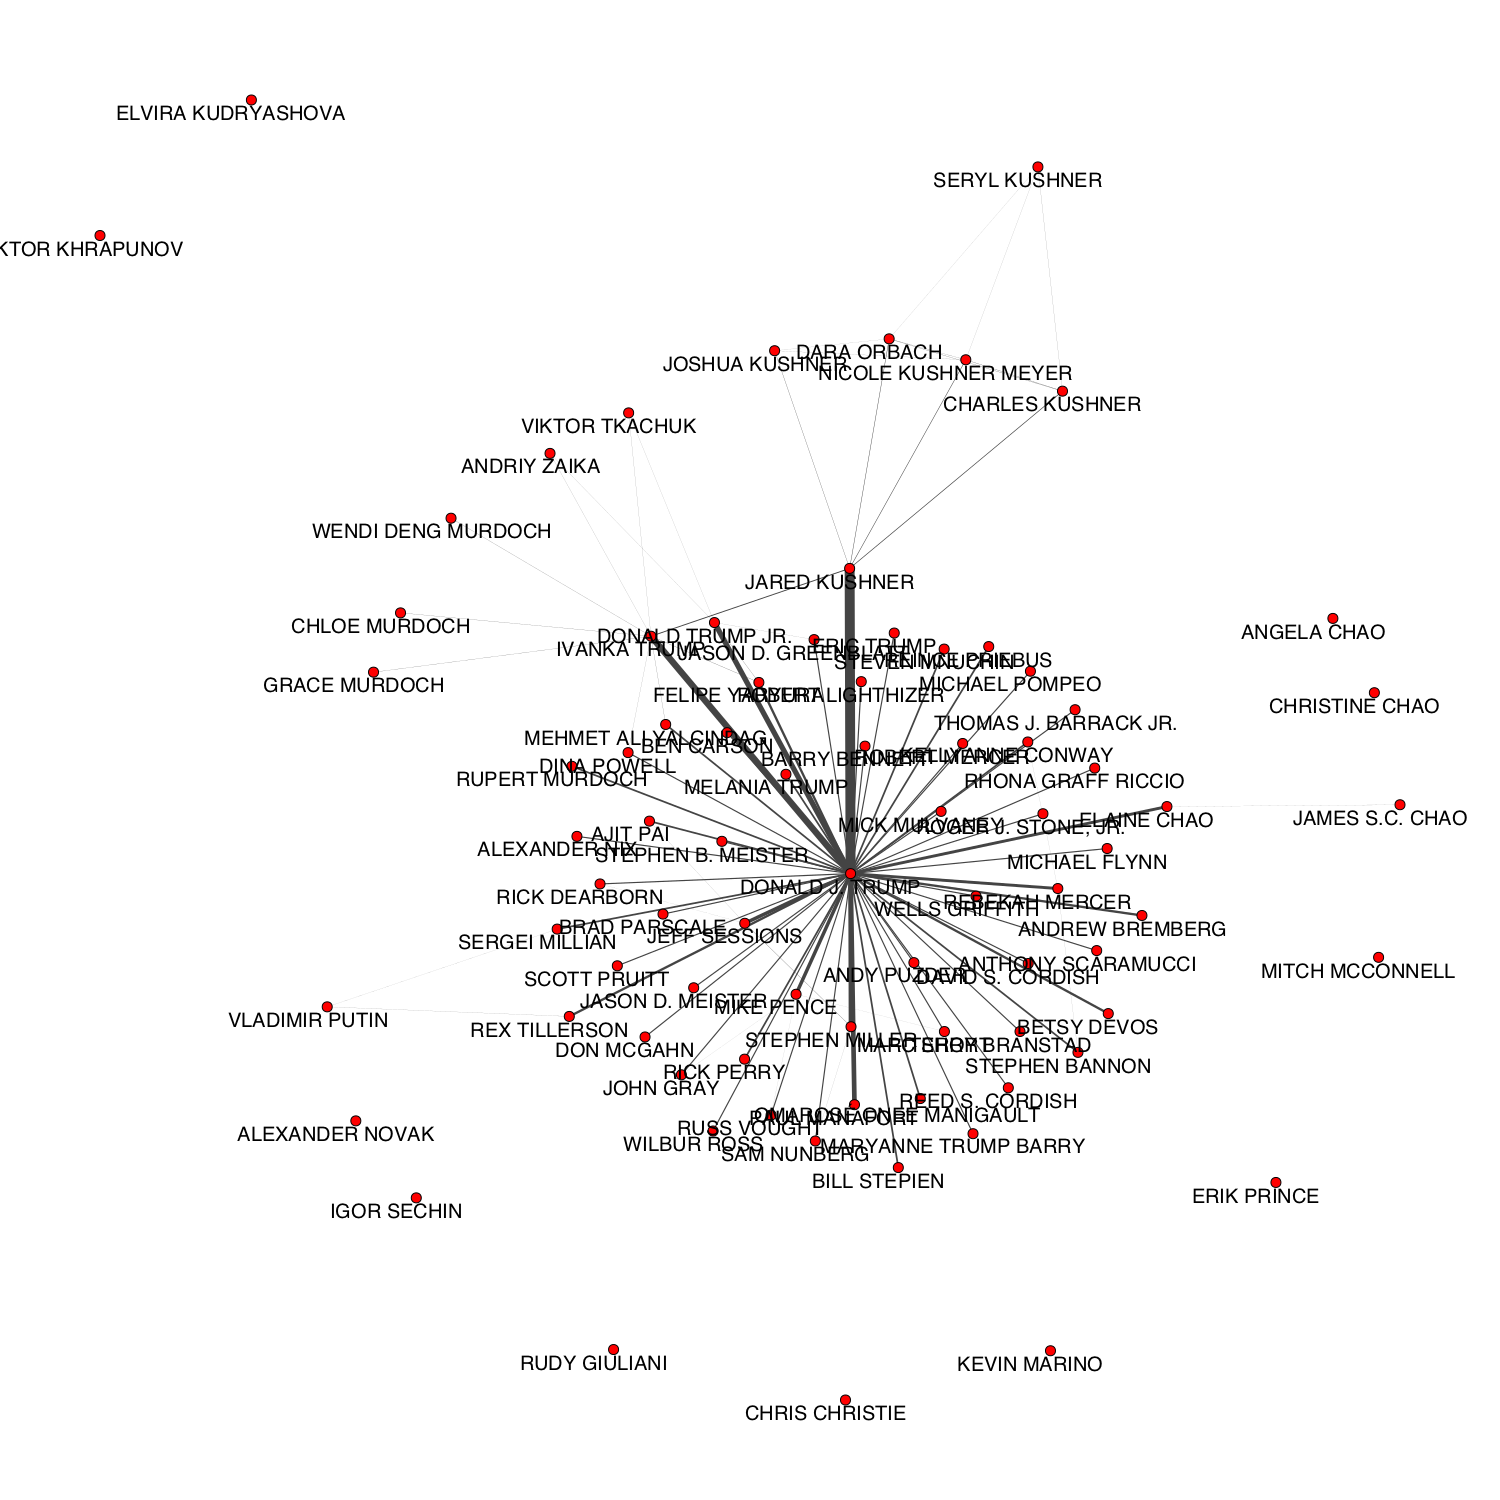 ELVIRA KUDRYASHOVA
SERYL KUSHNER
KTOR KHRAPUNOV
DARA ORBACH
JOSHUA KUSHNER
NICOLE KUSHNER MEYER
CHARLES KUSHNER
VIKTOR TKACHUK
ANDRIY ZAIKA
WENDI DENG MURDOCH
JARED KUSHNER
CHLOE MURDOCH
ANGELA CHAO
DONALD TRUMP JR.
ERIC TRUMP
IVANKA TRUMP
JASON D. GREENBLATT
REINCE PRIEBUS
STEVEN MNUCHIN
GRACE MURDOCH
MICHAEL POMPEO
FELIPE YARYURA
ROBERT LIGHTHIZER
CHRISTINE CHAO
THOMAS J. BARRACK JR.
MEHMET ALI YALCINDAG
BEN CARSON
KELLYANNE CONWAY
ROBERT MERCER
BARRY BENNETT
DINA POWELL
RUPERT MURDOCH
RHONA GRAFF RICCIO
MELANIA TRUMP
JAMES S.C. CHAO
ELAINE CHAO
MICK MULVANEY
ROGER J. STONE, JR.
AJIT PAI
ALEXANDER NIX
STEPHEN B. MEISTER
MICHAEL FLYNN
DONALD J. TRUMP
RICK DEARBORN
REBEKAH MERCER
WELLS GRIFFITH
BRAD PARSCALE
ANDREW BREMBERG
JEFF SESSIONS
SERGEI MILLIAN
ANTHONY SCARAMUCCI
MITCH MCCONNELL
ANDY PUZDER
DAVID S. CORDISH
SCOTT PRUITT
JASON D. MEISTER
MIKE PENCE
VLADIMIR PUTIN
REX TILLERSON
BETSY DEVOS
STEPHEN MILLER
MARC SHORT
TERRY BRANSTAD
DON MCGAHN
STEPHEN BANNON
RICK PERRY
JOHN GRAY
REED S. CORDISH
OMAROSE ONEE MANIGAULT
PAUL MANAFORT
RUSS VOUGHT
ALEXANDER NOVAK
WILBUR ROSS
MARYANNE TRUMP BARRY
SAM NUNBERG
BILL STEPIEN
ERIK PRINCE
IGOR SECHIN
RUDY GIULIANI
KEVIN MARINO
CHRIS CHRISTIE